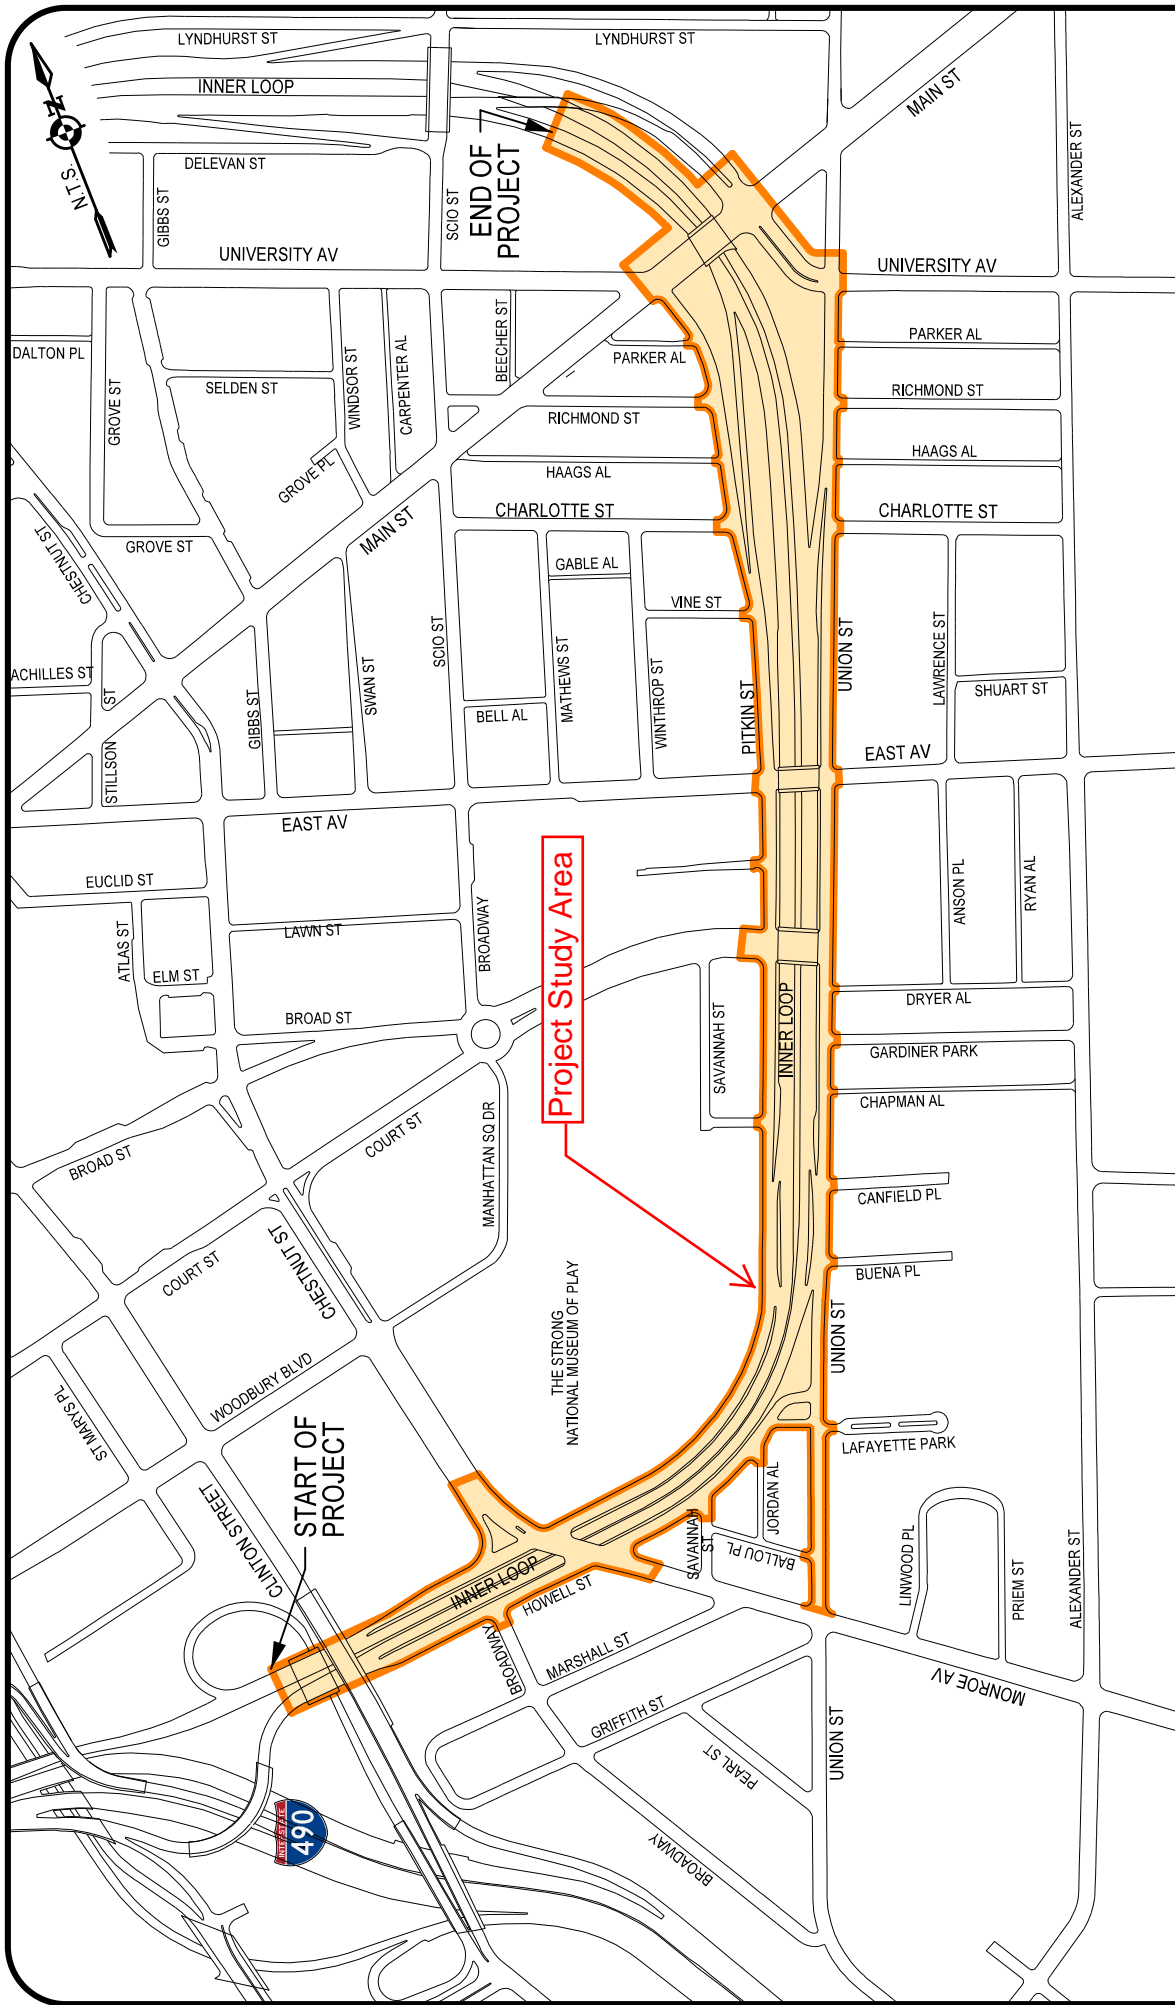 LYNDHURST ST
LYNDHURST ST
INNER LOOP
MAIN ST
N
N.T.S.
DELEVAN ST
ALEXANDER ST
GIBBS ST
SCIO ST
END OF
PROJECT
UNIVERSITY AV
UNIVERSITY AV
DALTON PL
GROVE ST
SELDEN ST
WINDSOR ST
CARPENTER AL
BEECHER ST
PARKER AL
PARKER AL
RICHMOND ST
RICHMOND ST
HAAGS AL
HAAGS AL
GROVE PL
MAIN ST
CHARLOTTE ST
CHARLOTTE ST
CHESTNUT ST
GROVE ST
GABLE AL
VINE ST
ACHILLES ST
ST
STILLSON
GIBBS ST
SWAN ST
SCIO ST
BELL AL
MATHEWS ST
WINTHROP ST
PITKIN ST
UNION ST
LAWRENCE ST
SHUART ST
EAST AV
EAST AV
EUCLID ST
ATLAS ST
LAWN ST
ELM ST
BROAD ST
BROADWAY
Project Study Area
ANSON PL
RYAN AL
SAVANNAH ST
INNER LOOP
DRYER AL
GARDINER PARK
CHAPMAN AL
BROAD ST
COURT ST
MANHATTAN SQ DR
CANFIELD PL
COURT ST
CHESTNUT ST
BUENA PL
THE STRONG
NATIONAL MUSEUM OF PLAY
UNION ST
ST MARYS PL
WOODBURY BLVD
START OF
PROJECT
LAFAYETTE PARK
CLINTON STREET
JORDAN AL
SAVANNAH
ST
BALLOU PL
INNER LOOP
HOWELL ST
LINWOOD PL
PRIEM ST
ALEXANDER ST
BROADWAY
MARSHALL ST
MONROE AV
GRIFFITH ST
PEARL ST
UNION ST
INTERSTATE
490
BROADWAY